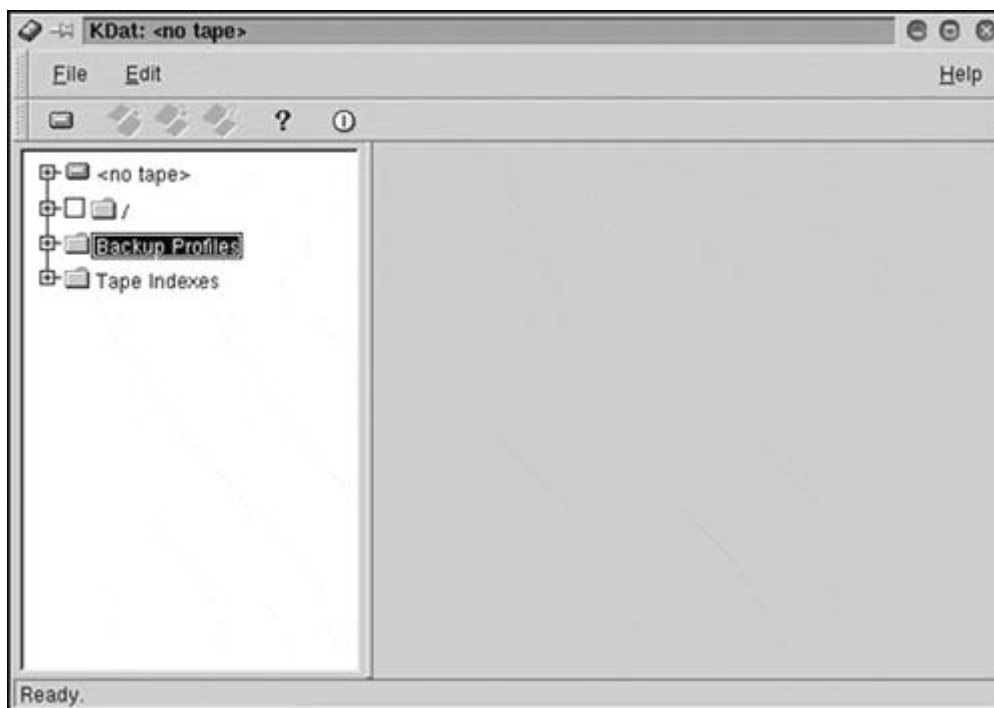 KDat: <no tape>
File Edit Help
?
<no tape>
/
Backup Profiles
Tape Indexes
Ready.